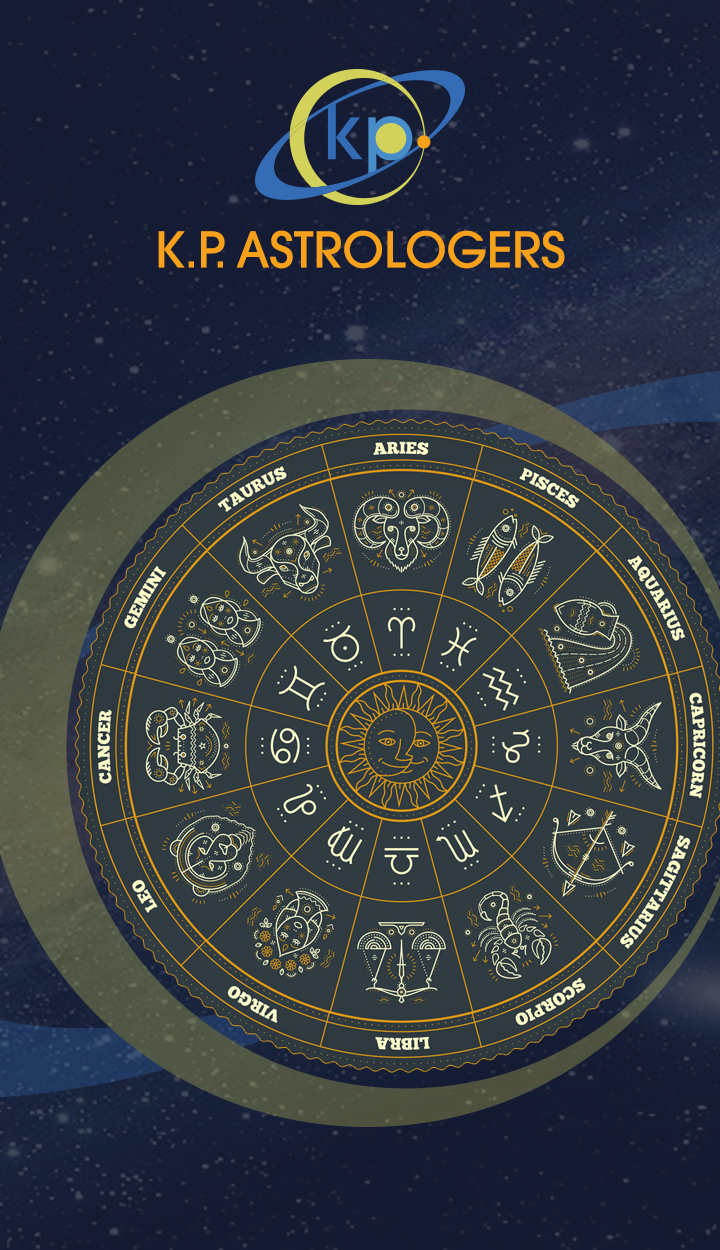 kp
K.P. ASTROLOGERS
ARIES
PISCES
AQUARIUS
CAPRICORN
SAGITTARIUS
SCORPIO
LIBRA
VIRGO
LEO
CANCER
GEMINI
TAURUS